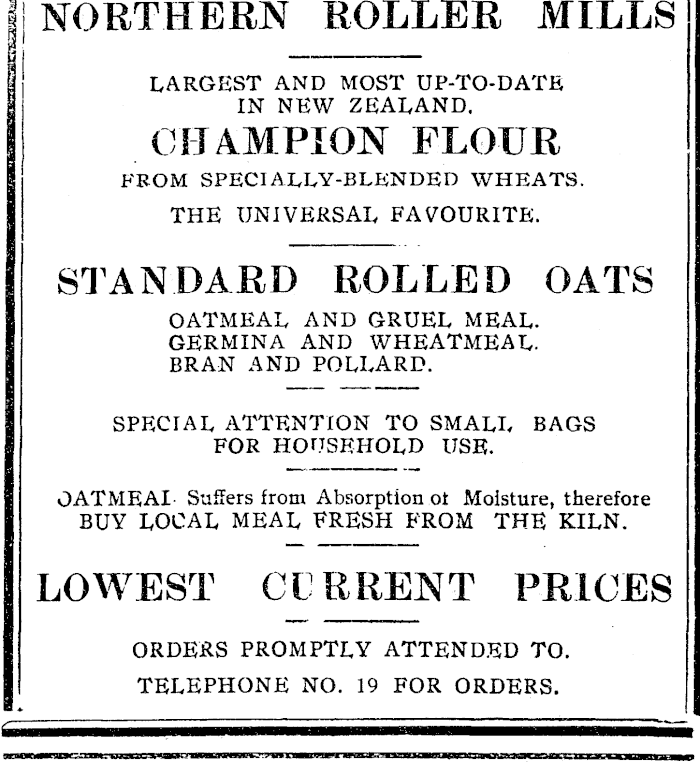 NORTHERN ROLLER MILLS
LARGEST AND MOST UP-TO-DATE
IN NEW ZEALAND.
CHAMPION FLOUR
FROM SPECIALLY-BLENDED WHEATS.
THE UNIVERSAL FAVOURITE.
STANDARD ROLLED OATS
OATMEAL AND GRUEL MEAL.
GERMINA AND WHEATMEAL.
BRAN AND POLLARD.
SPECIAL ATTENTION TO SMALL BAGS
FOR HOUSEHOLD USE.
OATMEAL Suffers from Absorption of Moisture, therefore
BUY LOCAL MEAL FRESH FROM THE KILN.
LOWEST CURRENT PRICES
ORDERS PROMPTLY ATTENDED TO.
TELEPHONE NO. 19 FOR ORDERS.